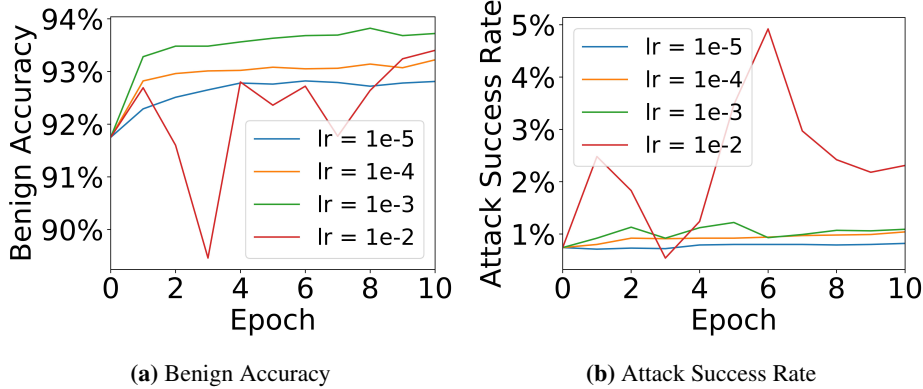 94%
93%
92%
91%
90%
Benign Accuracy
lr = 1e-5
lr = 1e-4
lr = 1e-3
lr = 1e-2
0 2 4 6 8 10
Epoch
(a) Benign Accuracy
5%
4%
3%
2%
1%
Attack Success Rate
lr = 1e-5
lr = 1e-4
lr = 1e-3
lr = 1e-2
0 2 4 6 8 10
Epoch
(b) Attack Success Rate